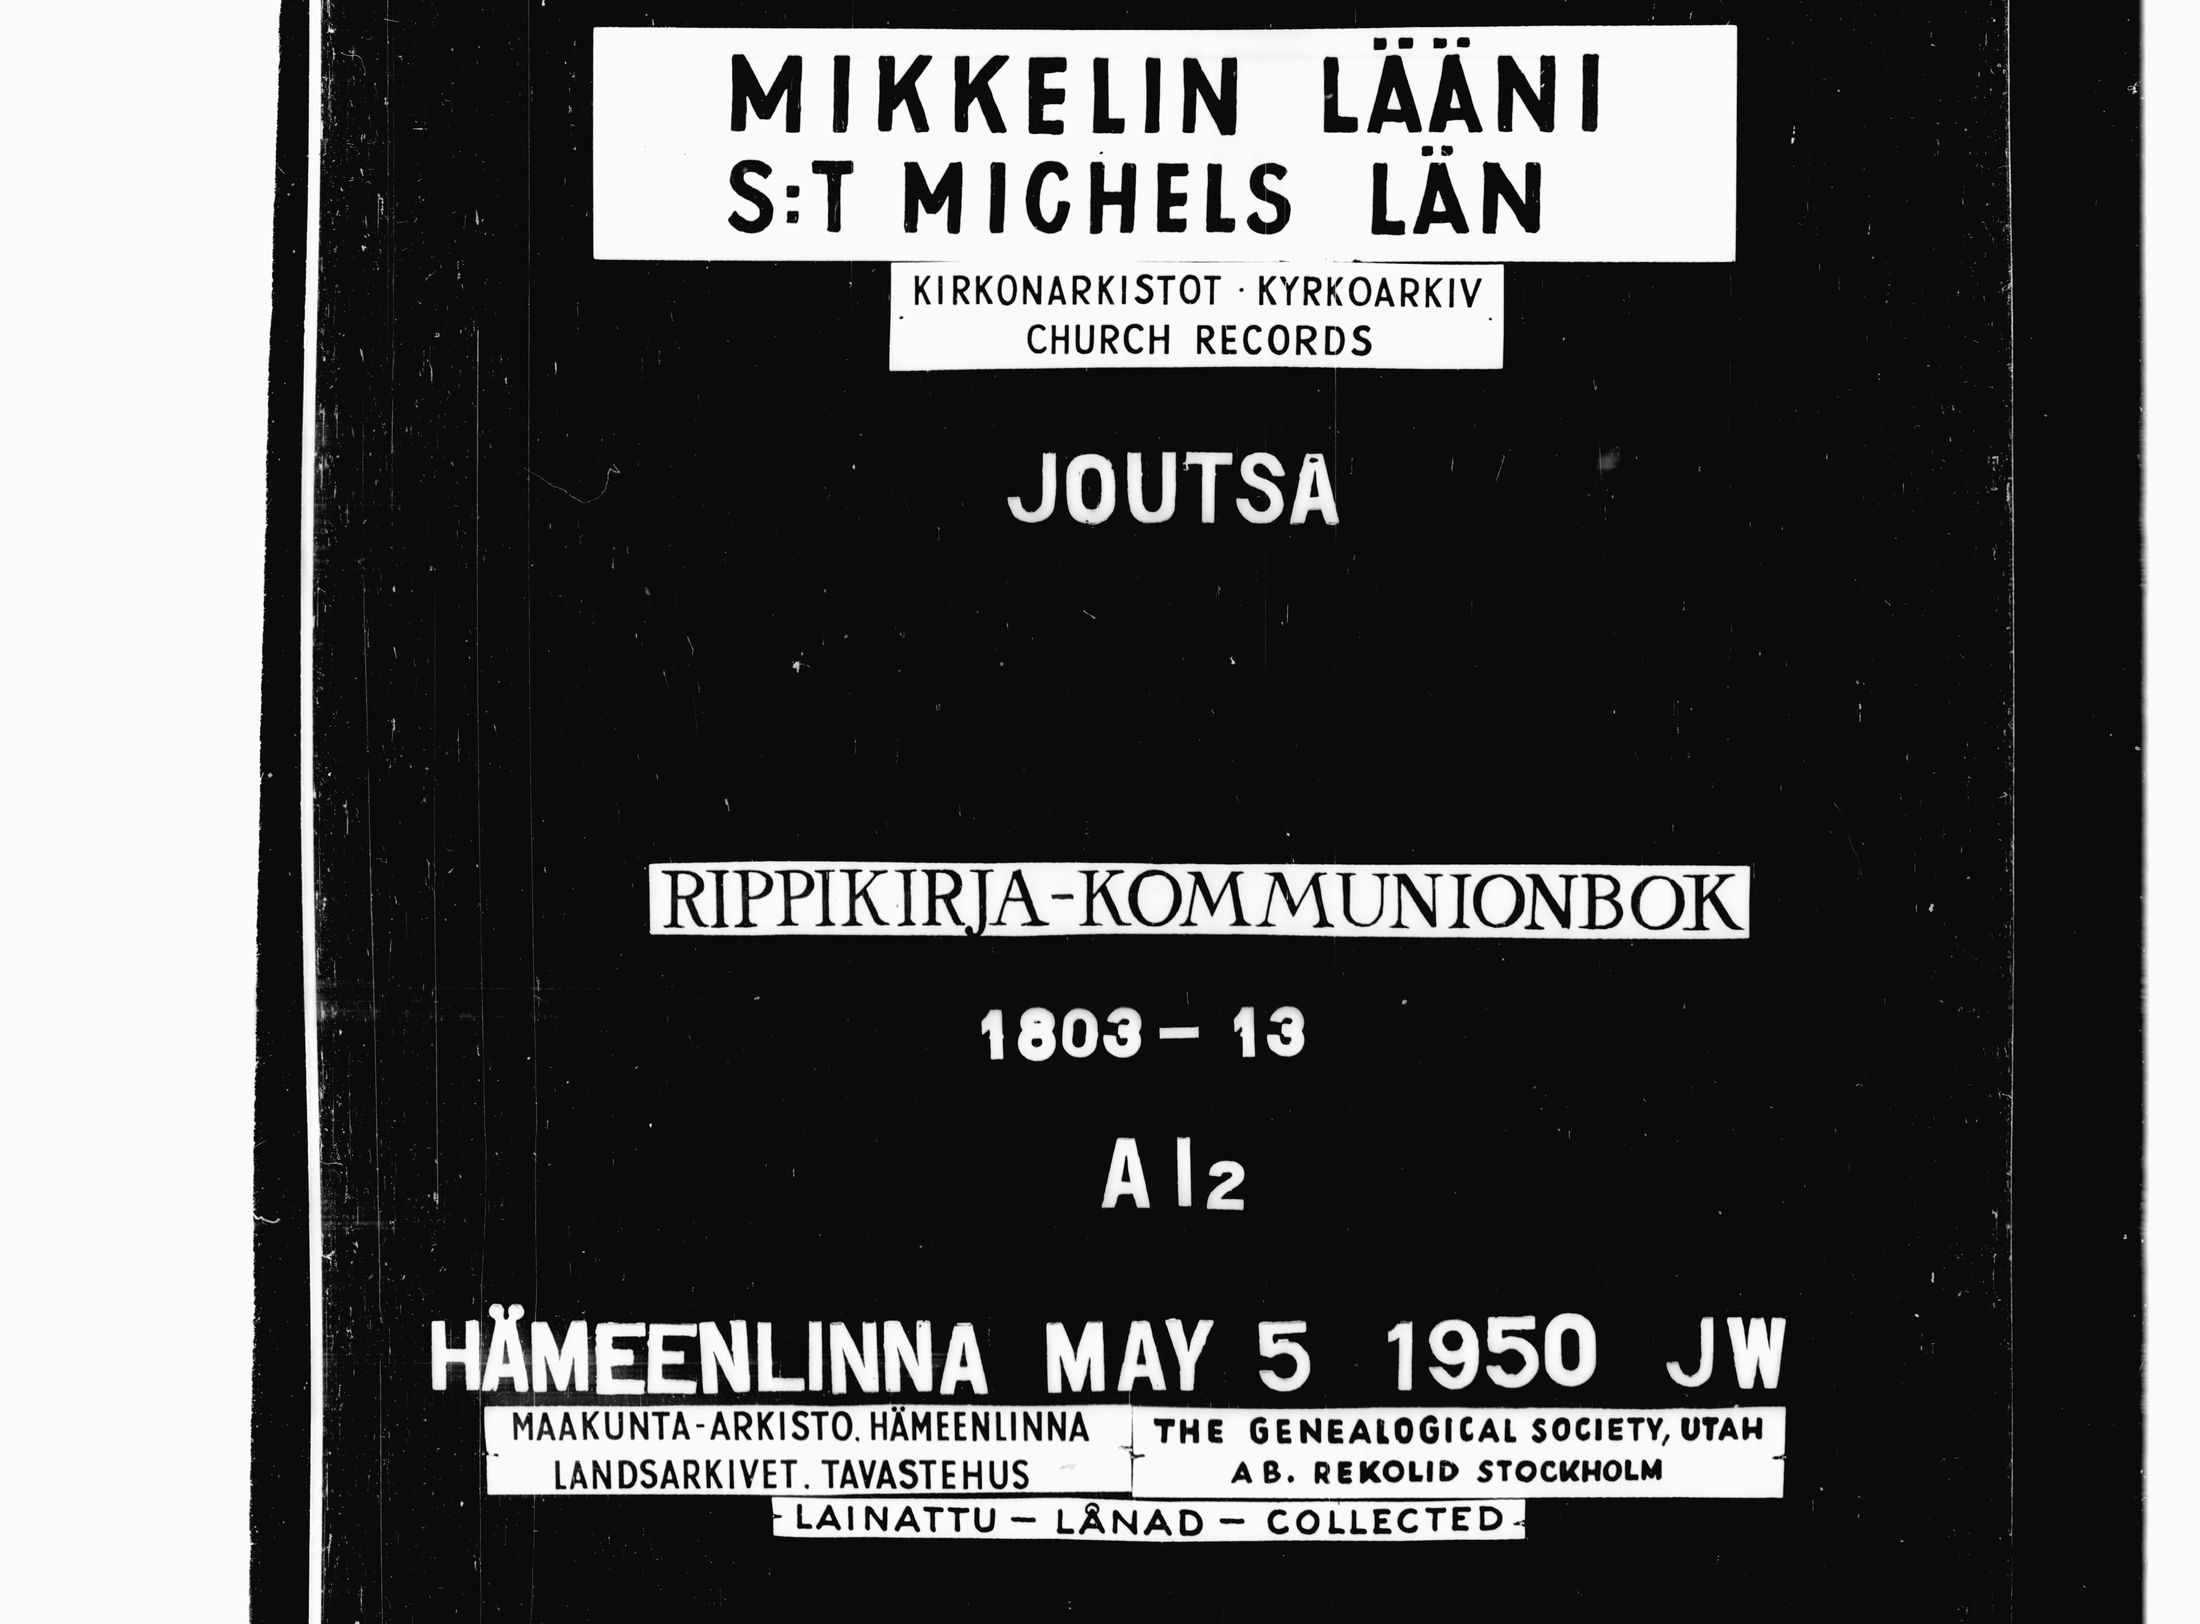 MIKKELIN LÄÄNI
S:T MICHELS LÄN
KIRKONARKISTOT · KYRKOARKIV
CHURCH RECORDS
JOUTSA
RIPPIKIRJA-KOMMUNIONBOK
1803 – 13
A I2
HÄMEENLINNA MAY 5 1950 JW
MAAKUNTA-ARKISTO. HÄMEENLINNA
LANDSARKIVET. TAVASTEHUS
THE GENEALOGICAL SOCIETY, UTAH
AB. REKOLID STOCKHOLM
LAINATTU – LÅNAD – COLLECTED